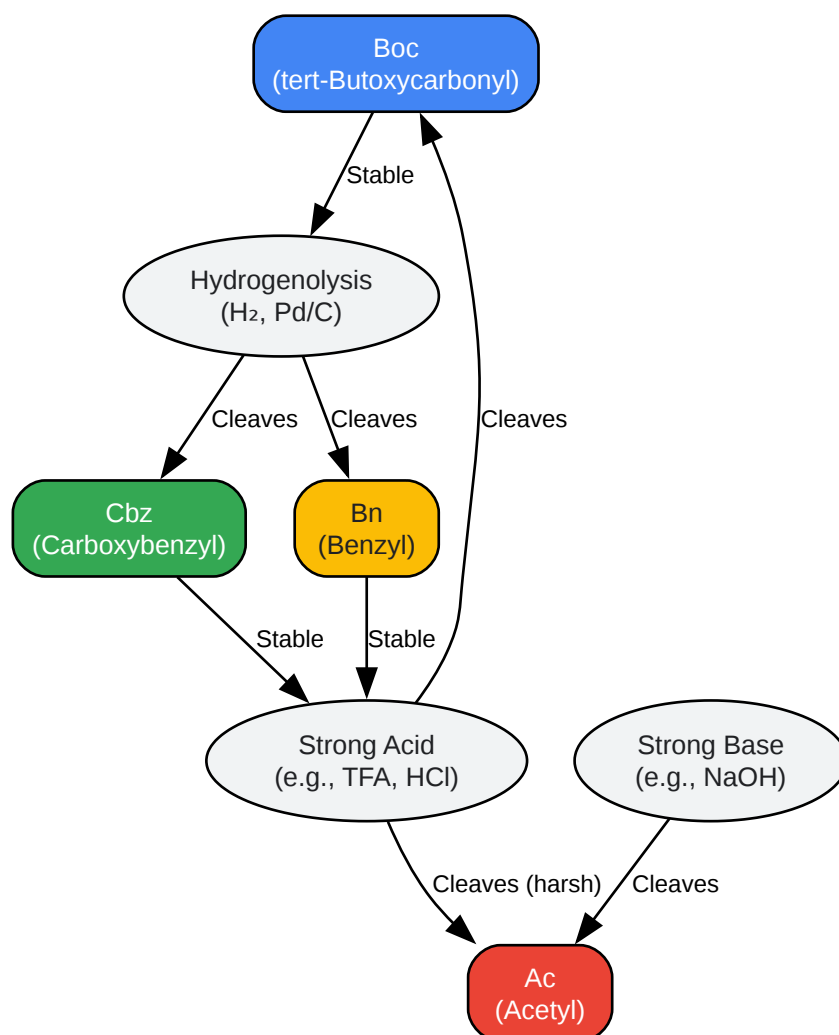 Boc
(tert-Butoxycarbonyl)
Stable
Hydrogenolysis
(H₂, Pd/C)
Cleaves
Cleaves
Cleaves
Cbz
(Carboxybenzyl)
Bn
(Benzyl)
Stable
Stable
Strong Acid
(e.g., TFA, HCl)
Strong Base
(e.g., NaOH)
Cleaves (harsh)
Cleaves
Ac
(Acetyl)